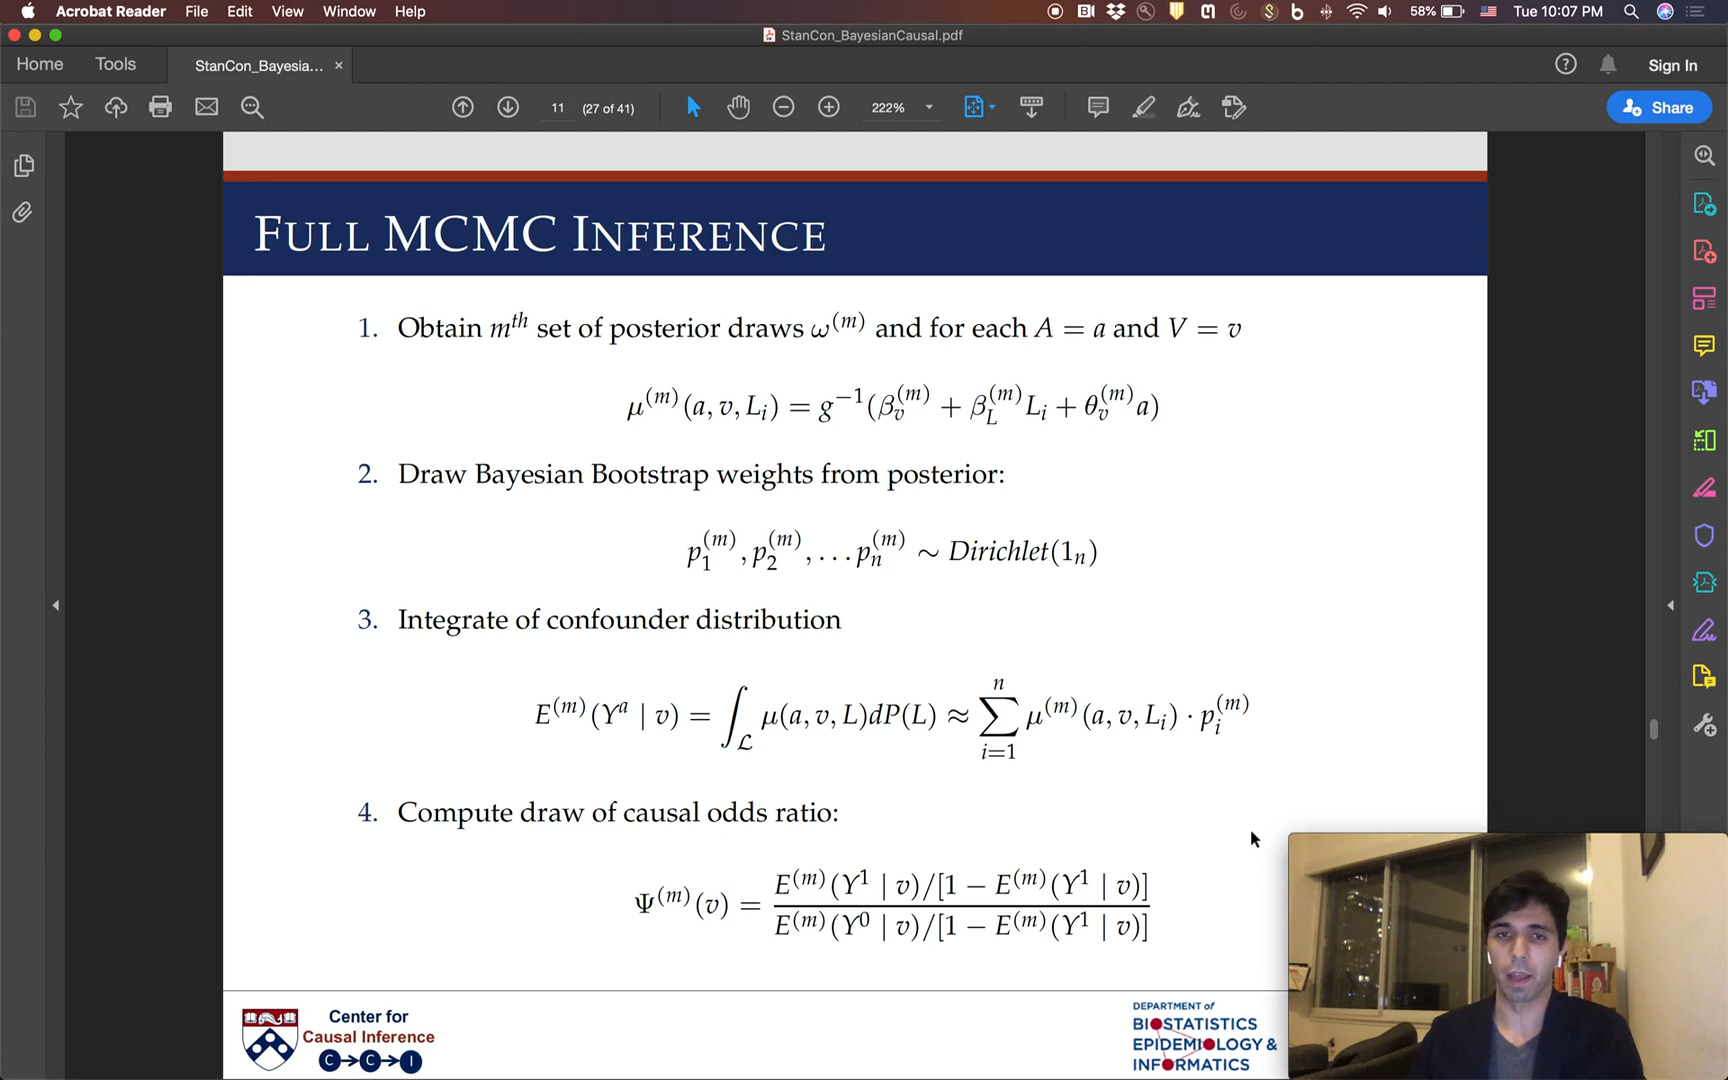 Acrobat Reader File Edit View Window Help 58% Tue 10:07 PM
StanCon_BayesianCausal.pdf
Home Tools StanCon_Bayesia... × Sign In
11 (27 of 41) 222% Share
FULL MCMC INFERENCE
1. Obtain mᵗʰ set of posterior draws ω⁽ᵐ⁾ and for each A = a and V = v
μ^(m)(a, v, L_i) = g^−1(β_v^(m) + β_L^(m) L_i + θ_v^(m) a)
2. Draw Bayesian Bootstrap weights from posterior:
p_1^(m), p_2^(m), . . . p_n^(m) ∼ Dirichlet(1_n)
3. Integrate of confounder distribution
E^(m)(Y^a | v) = ∫_ℒ μ(a, v, L)dP(L) ≈ ∑_{i=1}^n μ^(m)(a, v, L_i) · p_i^(m)
4. Compute draw of causal odds ratio:
Ψ^(m)(v) = E^(m)(Y^1 | v)/[1 − E^(m)(Y^1 | v)]
E^(m)(Y^0 | v)/[1 − E^(m)(Y^1 | v)]
Center for
Causal Inference
C→C→I
DEPARTMENT of
BIOSTATISTICS
EPIDEMIOLOGY &
INFORMATICS